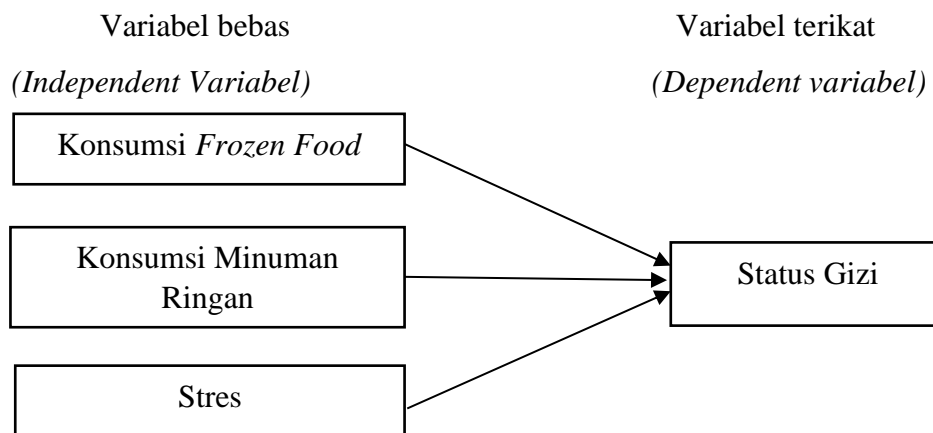 Variabel bebas
(Independent Variabel)
Konsumsi Frozen Food
Konsumsi Minuman
Ringan
Stres
Variabel terikat
(Dependent variabel)
Status Gizi